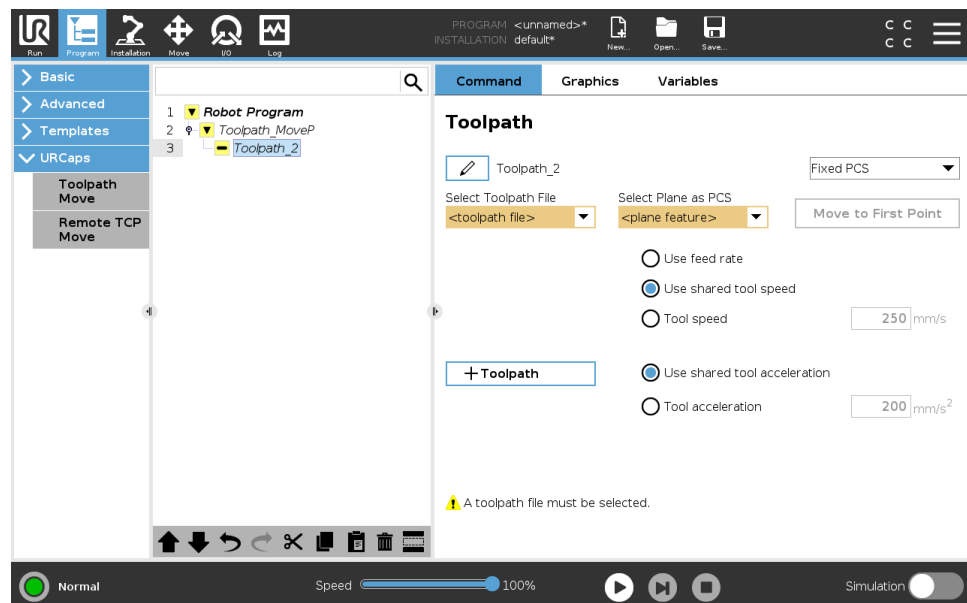 UR
PROGRAM <unnamed>*
INSTALLATION default*
Run Program Installation Move I/O Log New... Open... Save...
C C
C C
Basic
Advanced
Templates
URCaps
Toolpath
Move
Remote TCP
Move
1 Robot Program
2 Toolpath_MoveP
3 Toolpath_2
Command Graphics Variables
Toolpath
Toolpath_2 Fixed PCS
Select Toolpath File Select Plane as PCS
<toolpath file> <plane feature> Move to First Point
Use feed rate
Use shared tool speed
Tool speed 250 mm/s
+Toolpath Use shared tool acceleration
Tool acceleration 200 mm/s²
A toolpath file must be selected.
Normal Speed 100% Simulation